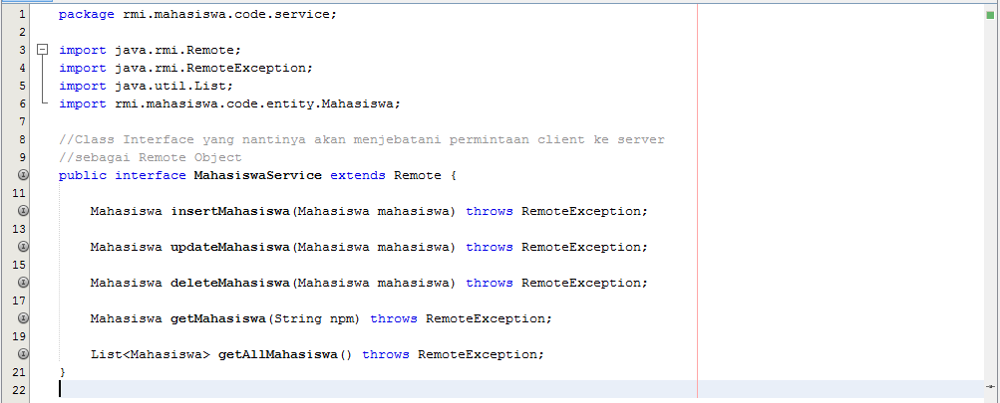 1 package rmi.mahasiswa.code.service;
2
3 import java.rmi.Remote;
4 import java.rmi.RemoteException;
5 import java.util.List;
6 import rmi.mahasiswa.code.entity.Mahasiswa;
7
8 //Class Interface yang nantinya akan menjebatani permintaan client ke server
9 //sebagai Remote Object
public interface MahasiswaService extends Remote {
11
Mahasiswa insertMahasiswa(Mahasiswa mahasiswa) throws RemoteException;
13
Mahasiswa updateMahasiswa(Mahasiswa mahasiswa) throws RemoteException;
15
Mahasiswa deleteMahasiswa(Mahasiswa mahasiswa) throws RemoteException;
17
Mahasiswa getMahasiswa(String npm) throws RemoteException;
19
List<Mahasiswa> getAllMahasiswa() throws RemoteException;
21 }
22